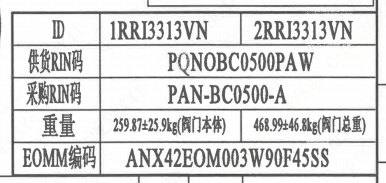 ID 1RRI3313VN 2RRI3313VN
供货RIN码 PQNOBC0500PAW
采购RIN码 PAN-BC0500-A
重量 259.87±25.9kg(阀门本体) 468.99±46.8kg(阀门总重)
EOMM编码 ANX42EOM003W90F45SS